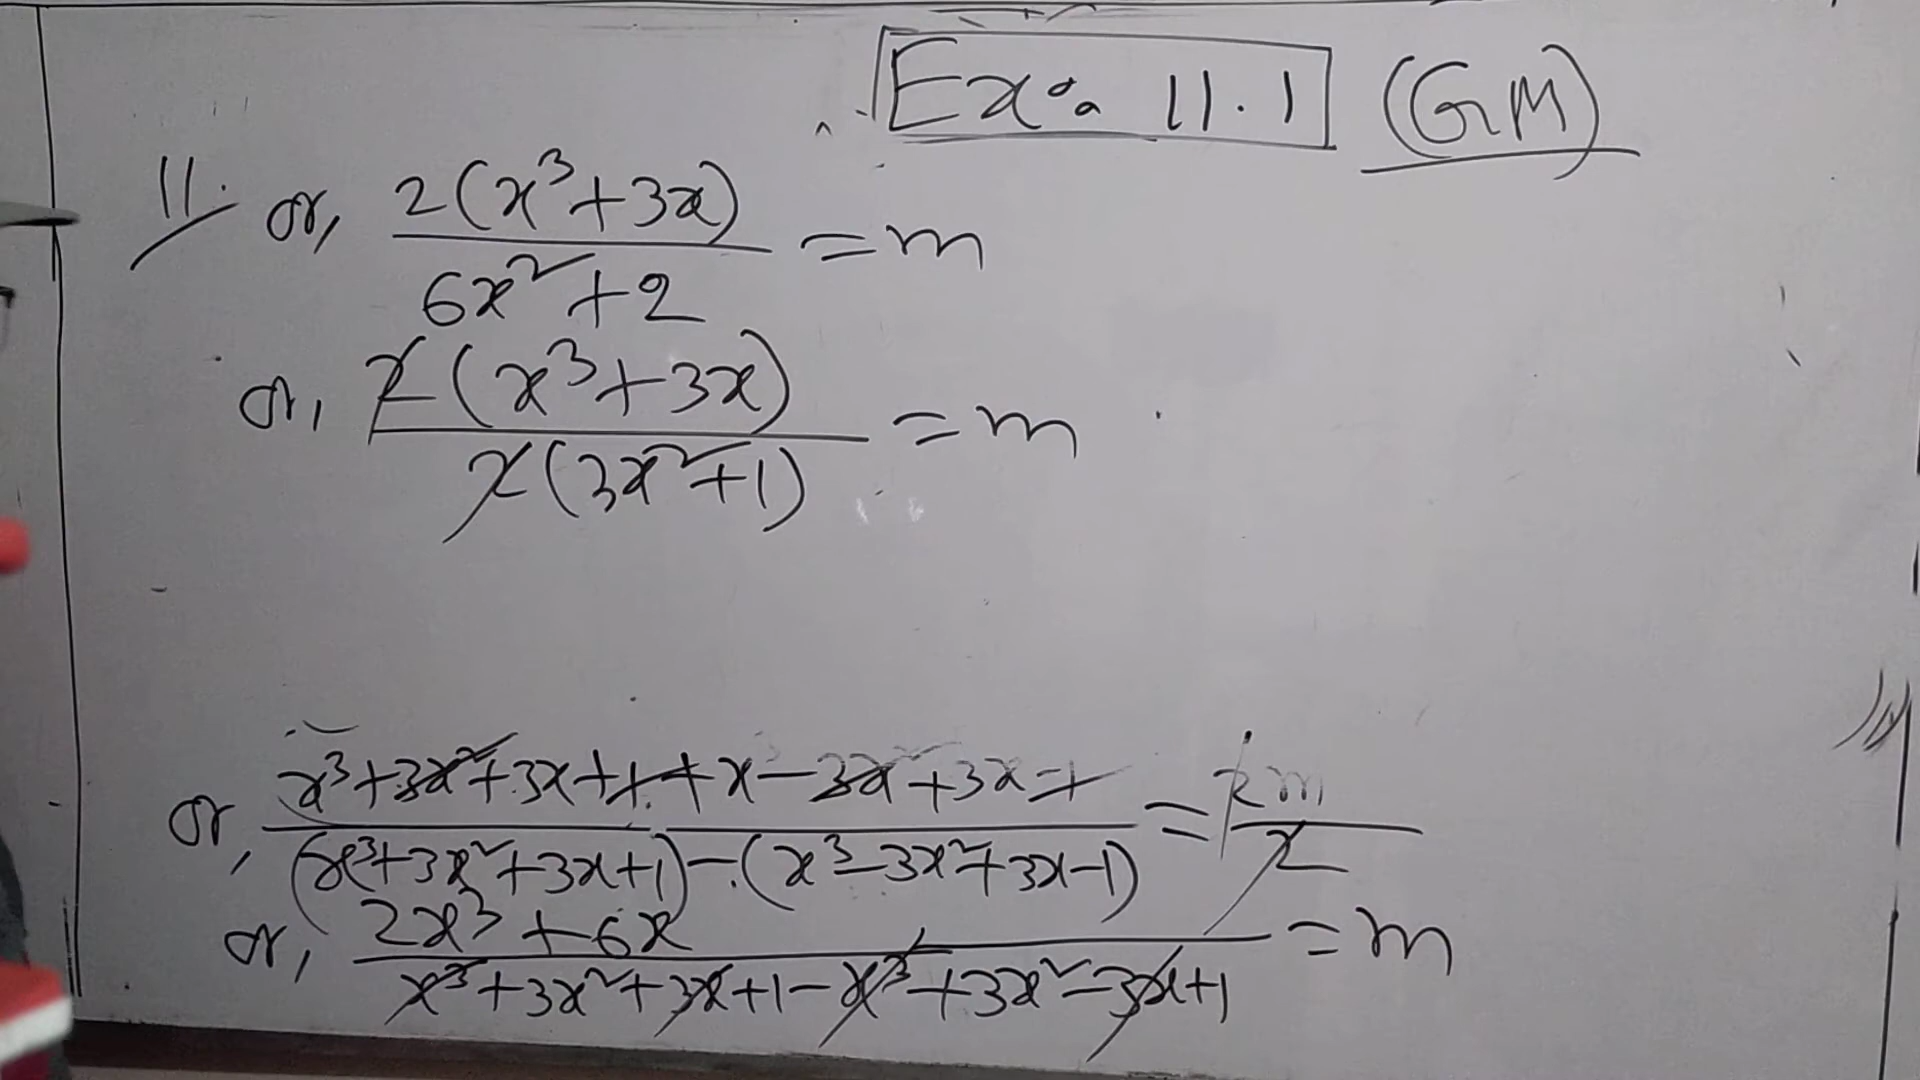 Ex: 11.1 (GM)
11. or, 2(x³+3x) / 6x²+2 = m
or, 2(x³+3x) / 2(3x²+1) = m
or, x³+3x²+3x+1+x-3x²+3x-1 / (x³+3x²+3x+1)-(x³-3x²+3x-1) = 2m / 2
or, 2x³+6x / x³+3x²+3x+1-x³+3x²-3x+1 = m